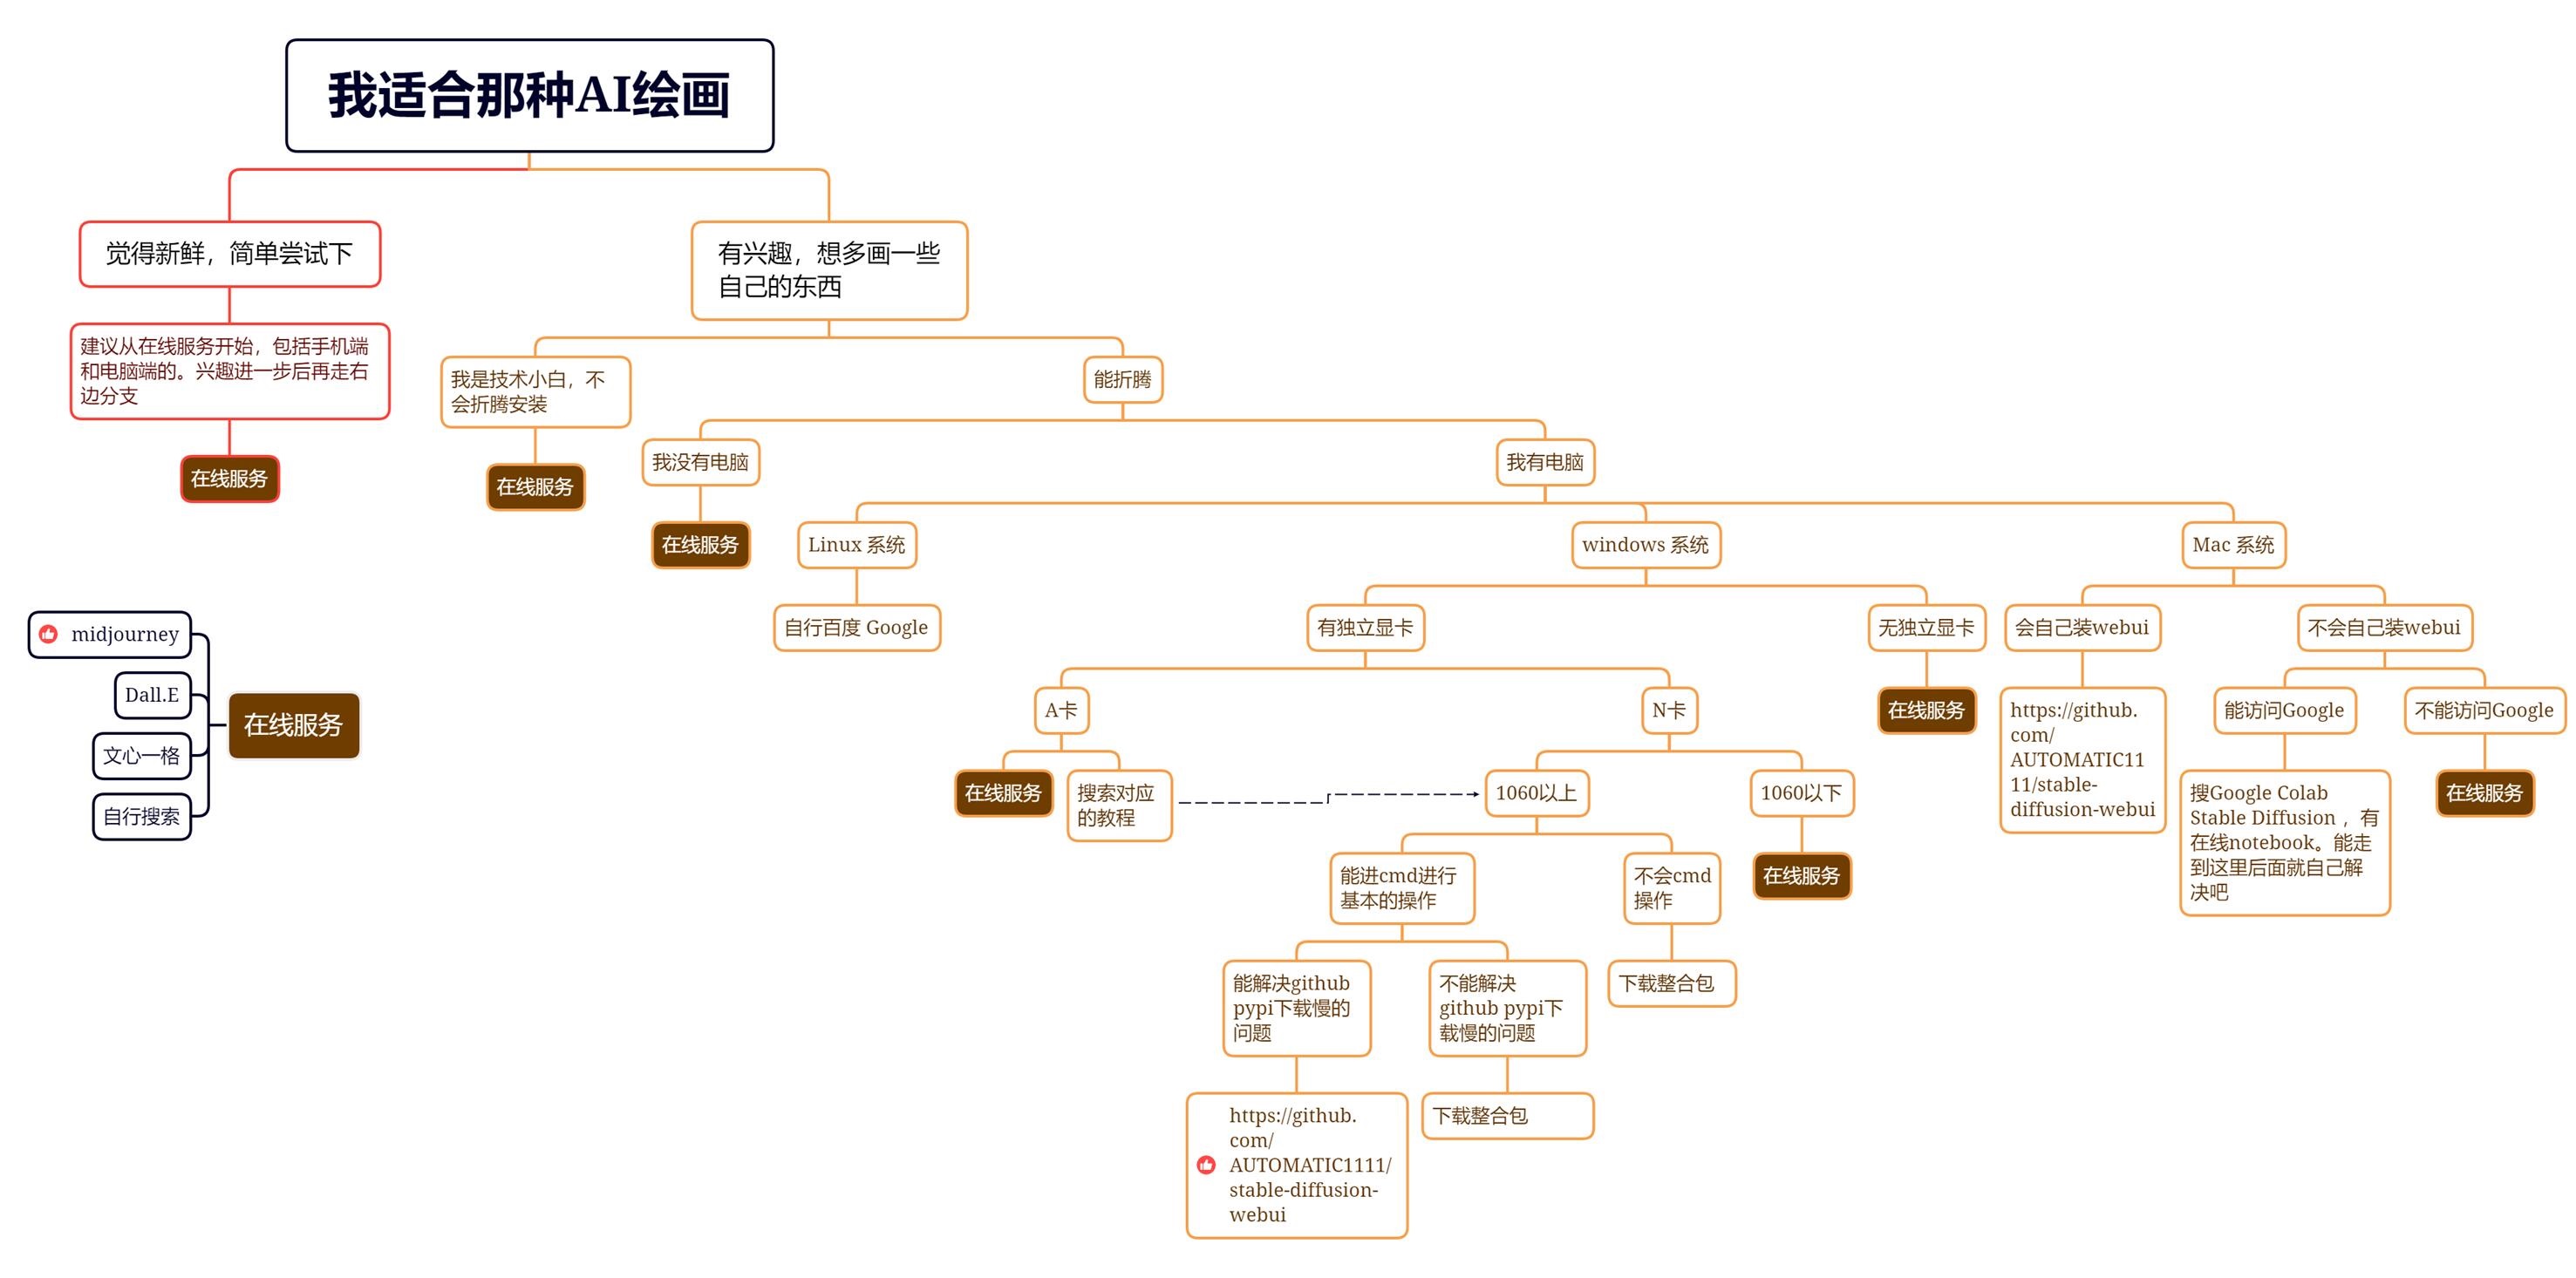 我适合那种AI绘画
觉得新鲜，简单尝试下
有兴趣，想多画一些
自己的东西
建议从在线服务开始，包括手机端
和电脑端的。兴趣进一步后再走右
边分支
在线服务
我是技术小白，不
会折腾安装
在线服务
能折腾
我没有电脑
在线服务
我有电脑
Linux 系统
自行百度 Google
windows 系统
有独立显卡
A卡
在线服务
搜索对应
的教程
N卡
1060以上
能进cmd进行
基本的操作
能解决github
pypi下载慢的
问题
https://github.
com/
AUTOMATIC1111/
stable-diffusion-
webui
不能解决
github pypi下
载慢的问题
下载整合包
不会cmd
操作
下载整合包
1060以下
在线服务
无独立显卡
在线服务
Mac 系统
会自己装webui
https://github.
com/
AUTOMATIC11
11/stable-
diffusion-webui
不会自己装webui
能访问Google
搜Google Colab
Stable Diffusion ，有
在线notebook。能走
到这里后面就自己解
决吧
不能访问Google
在线服务
midjourney
Dall.E
文心一格
自行搜索
在线服务